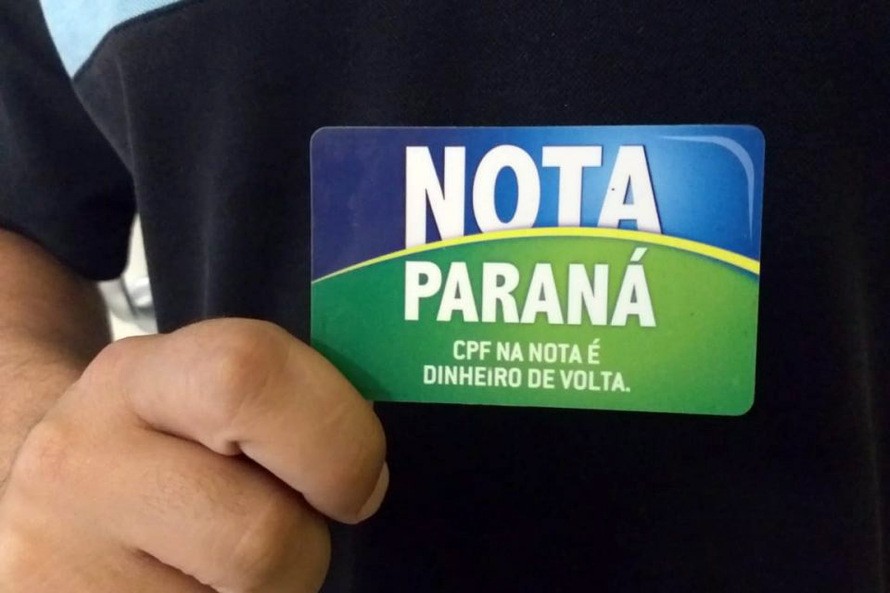 NOTA
PARANÁ
CPF NA NOTA É
DINHEIRO DE VOLTA.